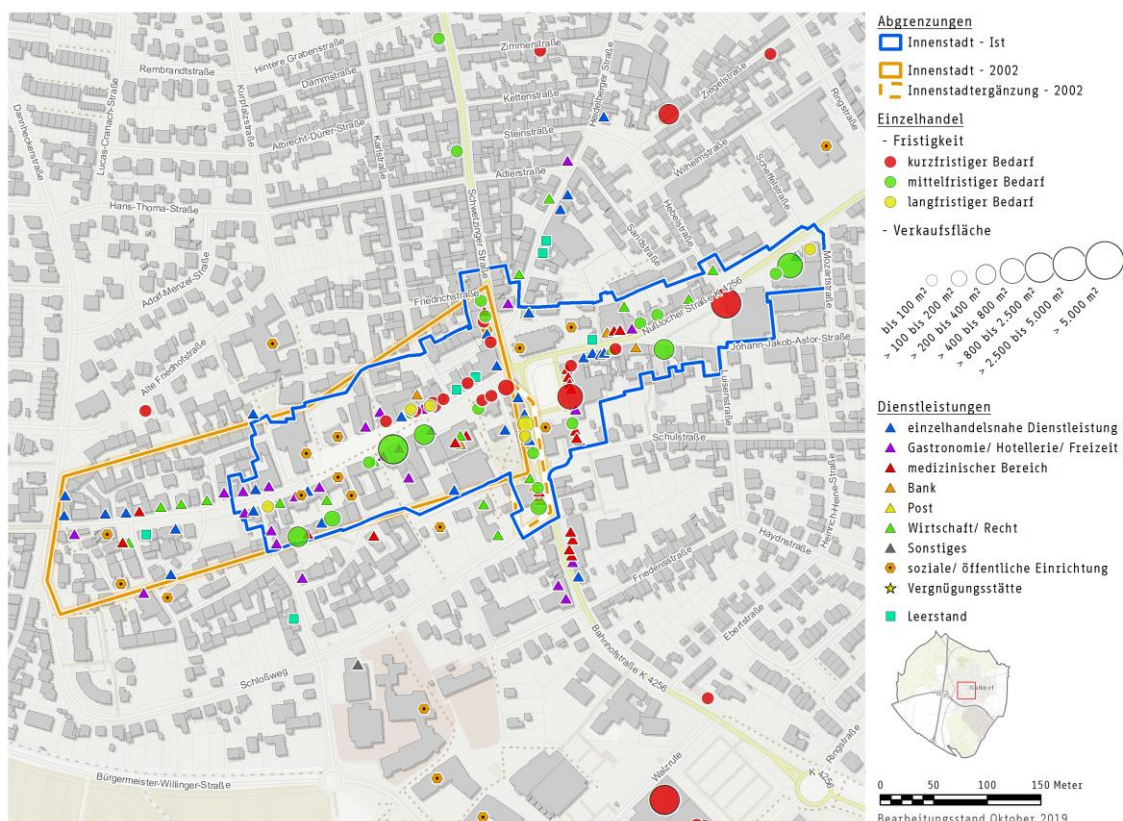 Abgrenzungen
Innenstadt - Ist
Innenstadt - 2002
Innenstadtergänzung - 2002
Einzelhandel
- Fristigkeit
kurzfristiger Bedarf
mittelfristiger Bedarf
langfristiger Bedarf
- Verkaufsfläche
bis 100 m²
> 100 bis 200 m²
> 200 bis 400 m²
> 400 bis 800 m²
> 800 bis 2.500 m²
> 2.500 bis 5.000 m²
> 5.000 m²
Dienstleistungen
einzelhandelsnahe Dienstleistung
Gastronomie/ Hotellerie/ Freizeit
medizinischer Bereich
Bank
Post
Wirtschaft/ Recht
Sonstiges
soziale/ öffentliche Einrichtung
Vergnügungsstätte
Leerstand
Walldorf
0 50 100 150 Meter
Bearbeitungsstand Oktober 2019
Zimmerstraße
Hintere Grabenstraße
Rembrandtstraße
Dammstraße
Kettenstraße
Heidelberger Straße
Ziegelstraße
Ringstraße
Lucas-Cranach-Straße
Kurpfalzstraße
Dannheckerstraße
Albrecht-Dürer-Straße
Karlstraße
Steinstraße
Adlerstraße
Wilhelmstraße
Scheffelstraße
Hans-Thoma-Straße
Schwetzinger Straße
Hebelstraße
Sandstraße
Mozartstraße
Adolf-Menzel-Straße
Friedrichstraße
Nußlocher Straße K 4256
Johann-Jakob-Astor-Straße
Alte Friedhofstraße
Luisenstraße
Schulstraße
Heinrich-Heine-Straße
Haydnstraße
Friedensstraße
Ebertstraße
Schloßweg
Bahnhofstraße K 4256
Ringstraße
Walzrute
K 4256
Bürgermeister-Willinger-Straße